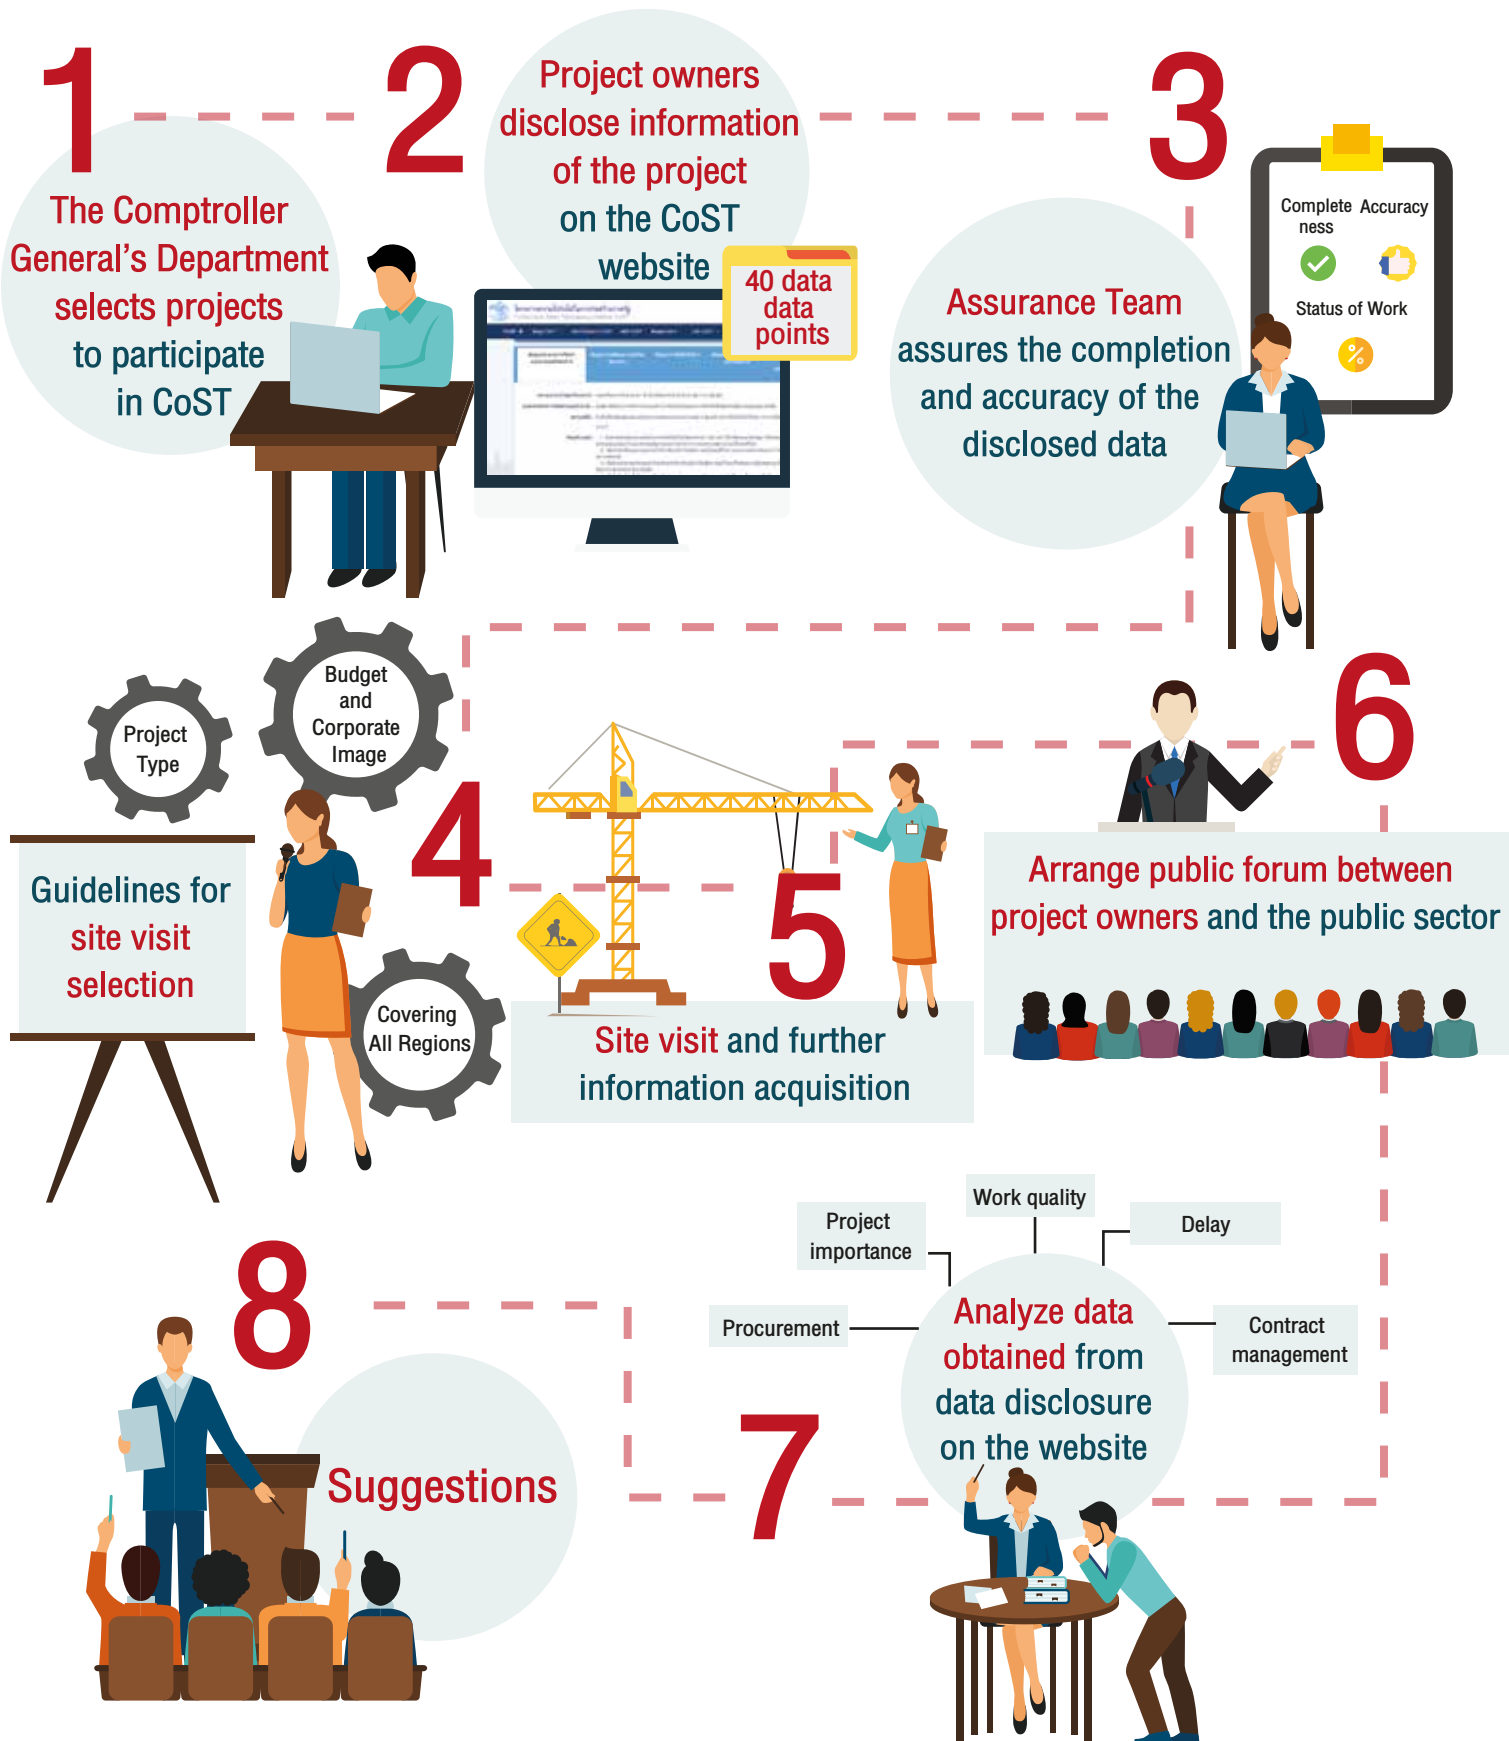 1
The Comptroller
General's Department
selects projects
to participate
in CoST
2
Project owners
disclose information
of the project
on the CoST
website
40 data
data
points
3
Assurance Team
assures the completion
and accuracy of the
disclosed data
Complete
ness
Accuracy
Status of Work
%
4
Guidelines for
site visit
selection
Project
Type
Budget
and
Corporate
Image
Covering
All Regions
5
Site visit and further
information acquisition
6
Arrange public forum between
project owners and the public sector
7
Analyze data
obtained from
data disclosure
on the website
Procurement
Project
importance
Work quality
Delay
Contract
management
8
Suggestions